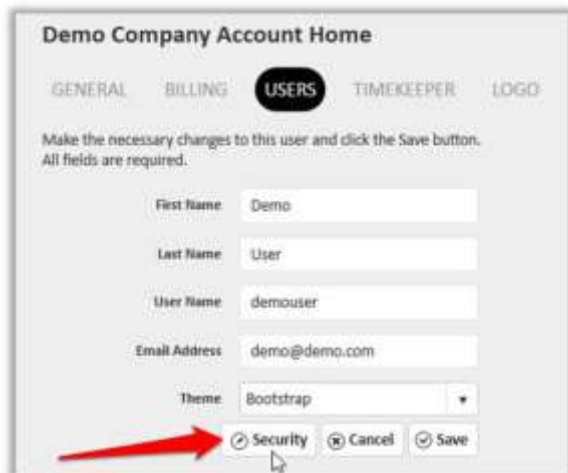 Demo Company Account Home
GENERAL BILLING USERS TIMEKEEPER LOGO
Make the necessary changes to this user and click the Save button.
All fields are required.
First Name Demo
Last Name User
User Name demouser
Email Address demo@demo.com
Theme Bootstrap
Security Cancel Save